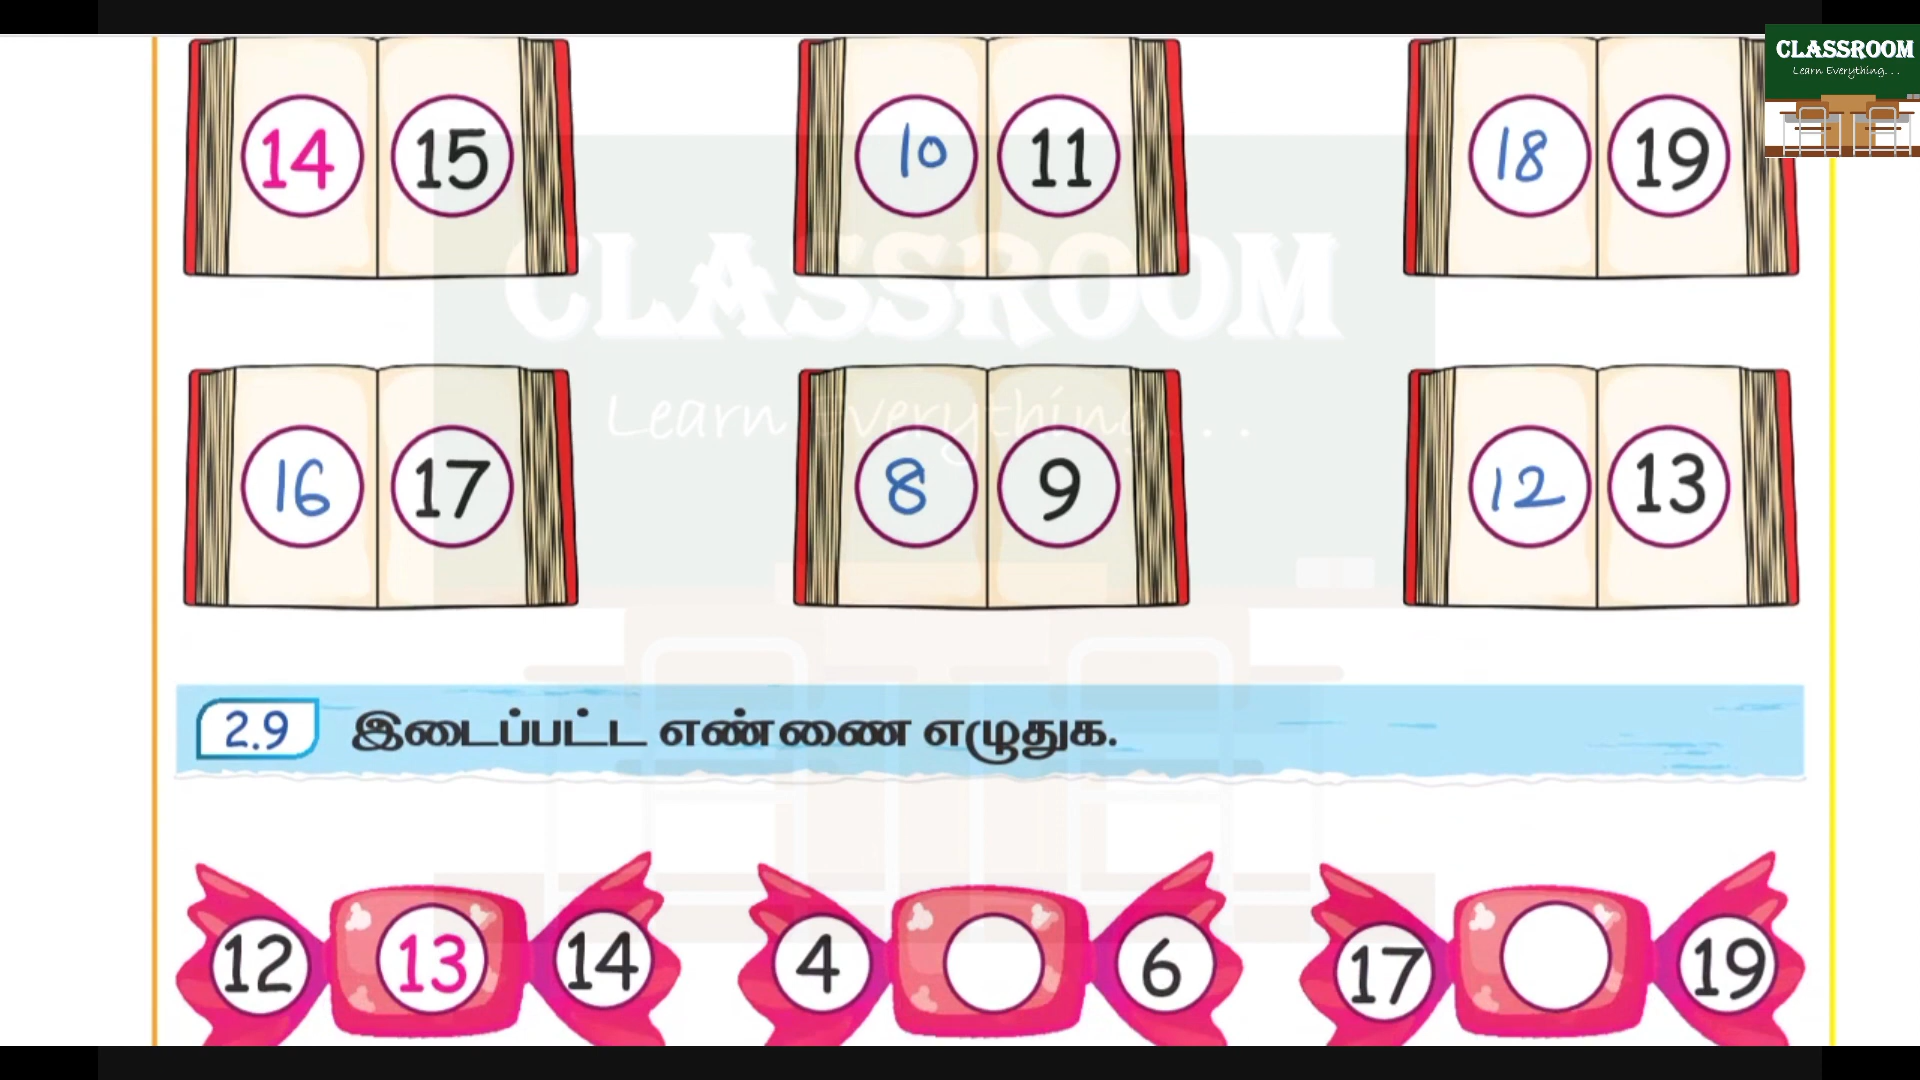 CLASSROOM
Learn Everything. . .
14 15 10 11 18 19
CLASSROOM
Learn Everything. . .
16 17 8 9 12 13
2.9 இடைப்பட்ட எண்ணை எழுதுக.
12 13 14 4 6 17 19